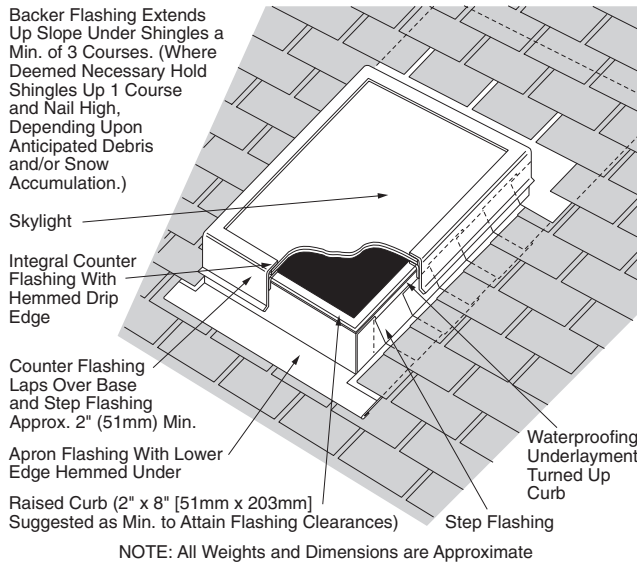 Backer Flashing Extends
Up Slope Under Shingles a
Min. of 3 Courses. (Where
Deemed Necessary Hold
Shingles Up 1 Course
and Nail High,
Depending Upon
Anticipated Debris
and/or Snow
Accumulation.)
Skylight
Integral Counter
Flashing With
Hemmed Drip
Edge
Counter Flashing
Laps Over Base
and Step Flashing
Approx. 2" (51mm) Min.
Apron Flashing With Lower
Edge Hemmed Under
Raised Curb (2" x 8" [51mm x 203mm]
Suggested as Min. to Attain Flashing Clearances)
Step Flashing
Waterproofing
Underlayment
Turned Up
Curb
NOTE: All Weights and Dimensions are Approximate